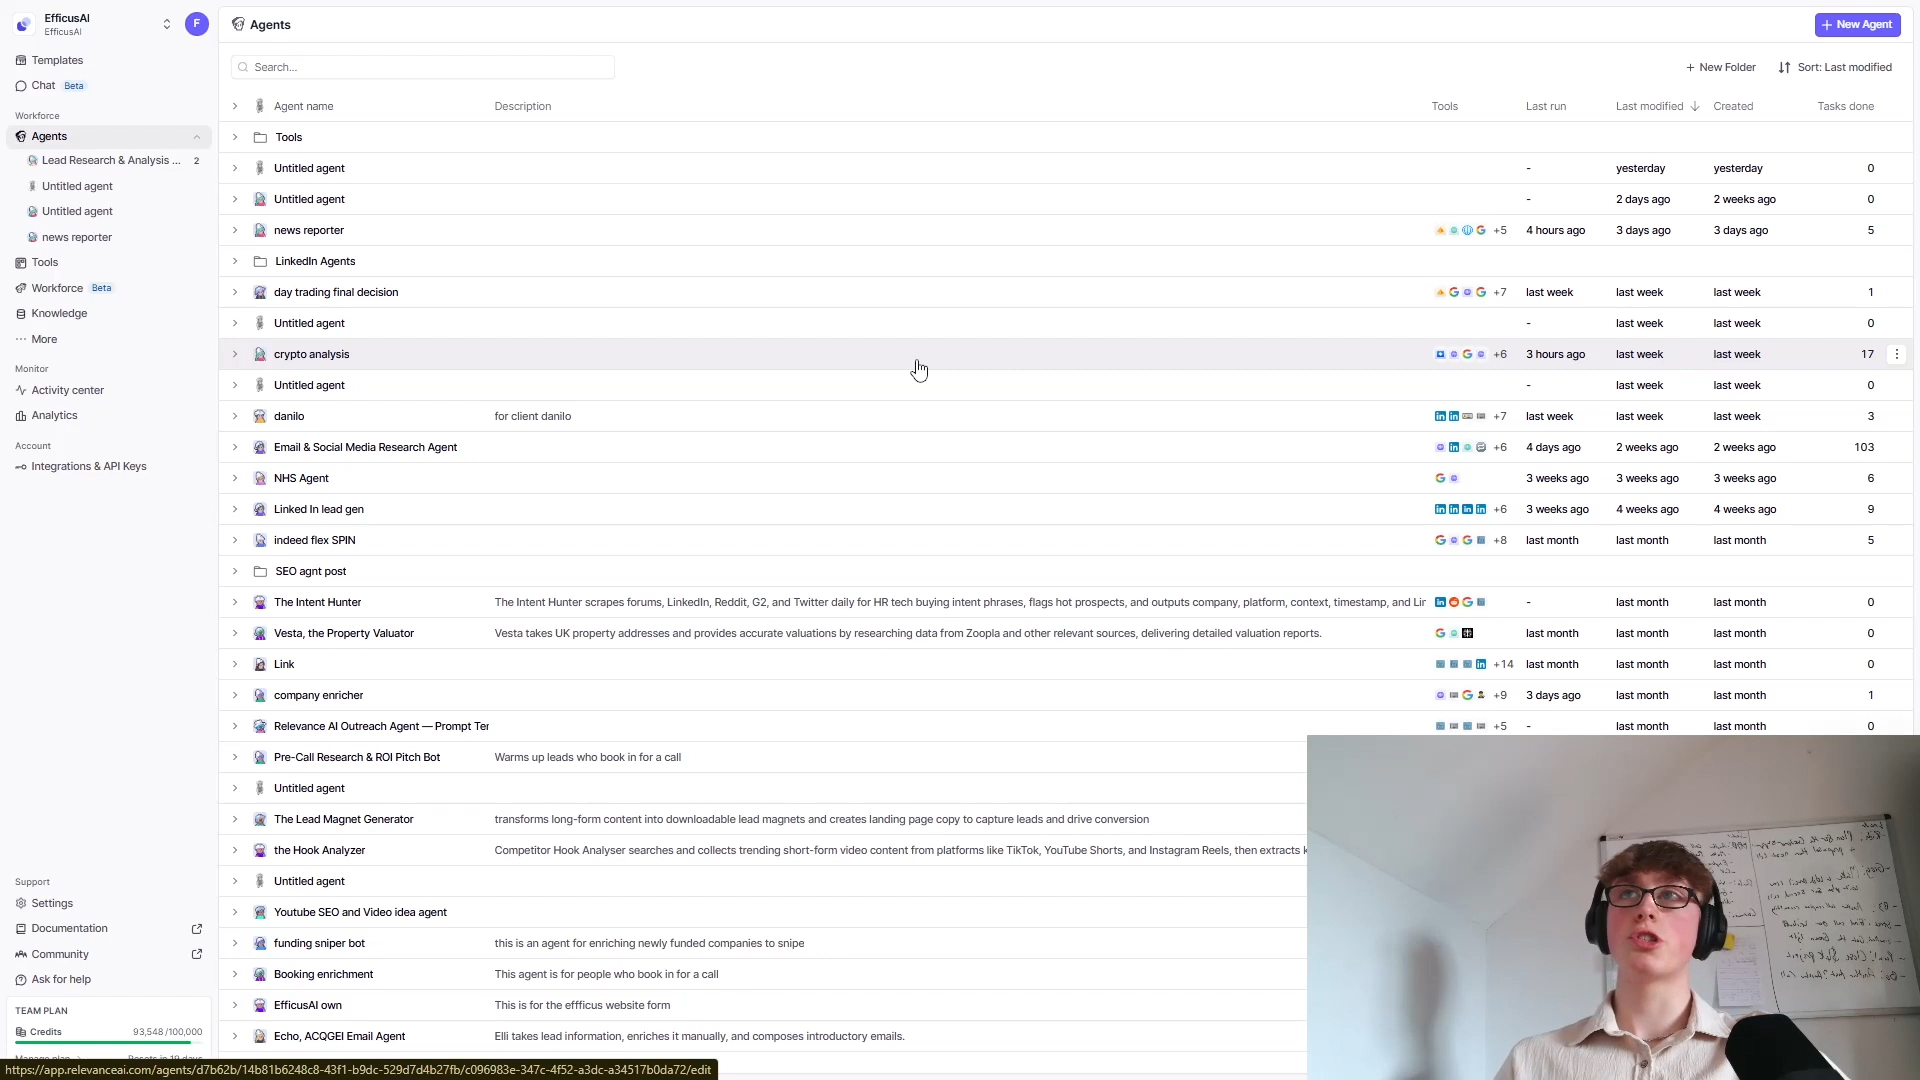 EfficusAI
EfficusAI
F
Templates
Chat Beta
Workforce
Agents
Lead Research & Analysis ... 2
Untitled agent
Untitled agent
news reporter
Tools
Workforce Beta
Knowledge
More
Monitor
Activity center
Analytics
Account
Integrations & API Keys
Support
Settings
Documentation
Community
Ask for help
TEAM PLAN
Credits 93,548/100,000
Manage plan Resets in 19 days
Agents
+ New Agent
Search...
+ New Folder Sort: Last modified
Agent name Description Tools Last run Last modified Created Tasks done
Tools
Untitled agent - yesterday yesterday 0
Untitled agent - 2 days ago 2 weeks ago 0
news reporter +5 4 hours ago 3 days ago 3 days ago 5
LinkedIn Agents
day trading final decision +7 last week last week last week 1
Untitled agent - last week last week 0
crypto analysis +6 3 hours ago last week last week 17
Untitled agent - last week last week 0
danilo for client danilo +7 last week last week last week 3
Email & Social Media Research Agent +6 4 days ago 2 weeks ago 2 weeks ago 103
NHS Agent 3 weeks ago 3 weeks ago 3 weeks ago 6
Linked In lead gen +6 3 weeks ago 4 weeks ago 4 weeks ago 9
indeed flex SPIN +8 last month last month last month 5
SEO agnt post
The Intent Hunter The Intent Hunter scrapes forums, LinkedIn, Reddit, G2, and Twitter daily for HR tech buying intent phrases, flags hot prospects, and outputs company, platform, context, timestamp, and Lin - last month last month 0
Vesta, the Property Valuator Vesta takes UK property addresses and provides accurate valuations by researching data from Zoopla and other relevant sources, delivering detailed valuation reports. last month last month last month 0
Link +14 last month last month last month 0
company enricher +9 3 days ago last month last month 1
Relevance AI Outreach Agent — Prompt Ter +5 - last month last month 0
Pre-Call Research & ROI Pitch Bot Warms up leads who book in for a call
Untitled agent
The Lead Magnet Generator transforms long-form content into downloadable lead magnets and creates landing page copy to capture leads and drive conversion
the Hook Analyzer Competitor Hook Analyser searches and collects trending short-form video content from platforms like TikTok, YouTube Shorts, and Instagram Reels, then extracts k
Untitled agent
Youtube SEO and Video idea agent
funding sniper bot this is an agent for enriching newly funded companies to snipe
Booking enrichment This agent is for people who book in for a call
EfficusAI own This is for the effficus website form
Echo, ACQGEI Email Agent Elli takes lead information, enriches it manually, and composes introductory emails.
https://app.relevanceai.com/agents/d7b62b/14b81b6248c8-43f1-b9dc-529d7d4b27fb/c096983e-347c-4f52-a3dc-a34517b0da72/edit